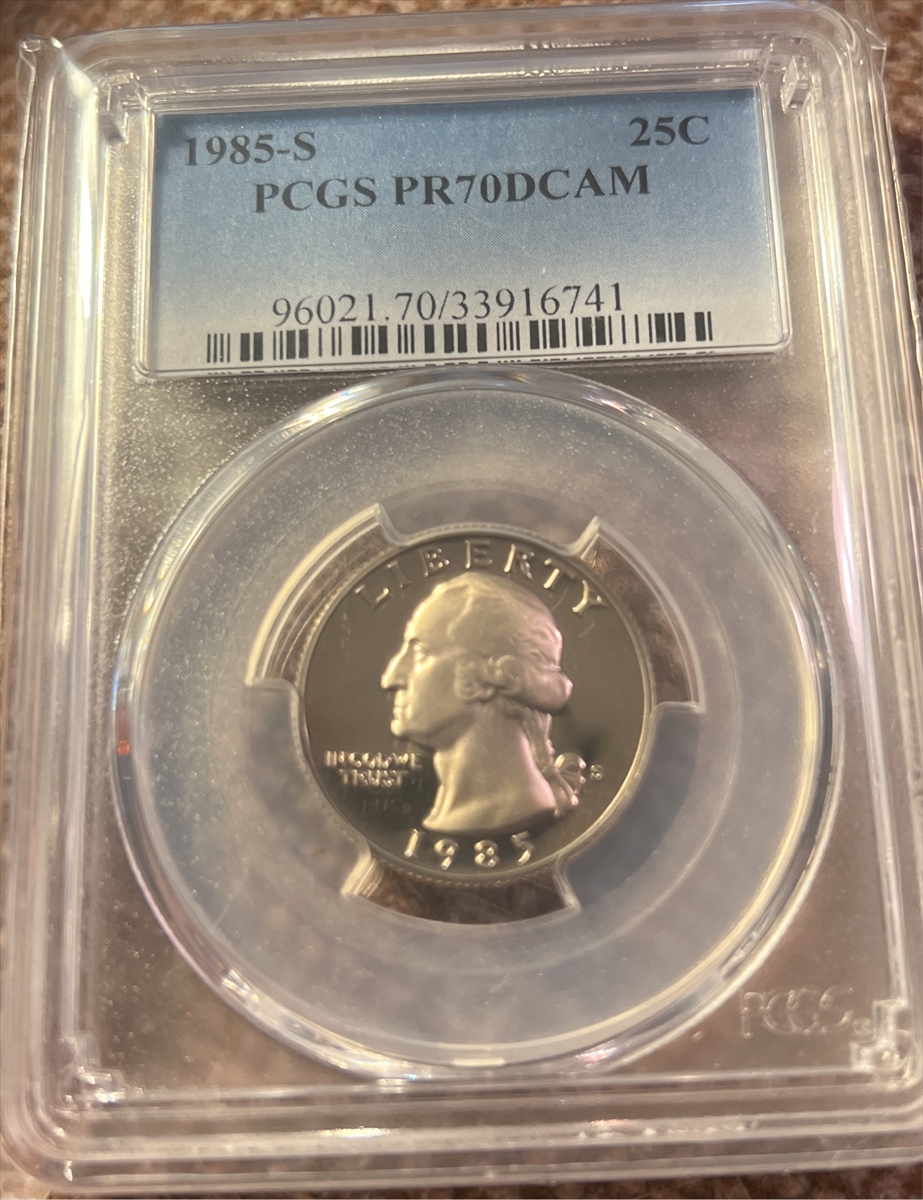 1985-S 25C
PCGS PR70DCAM
96021.70/33916741
LIBERTY
IN GOD WE
TRUST
S
1985
PCGS